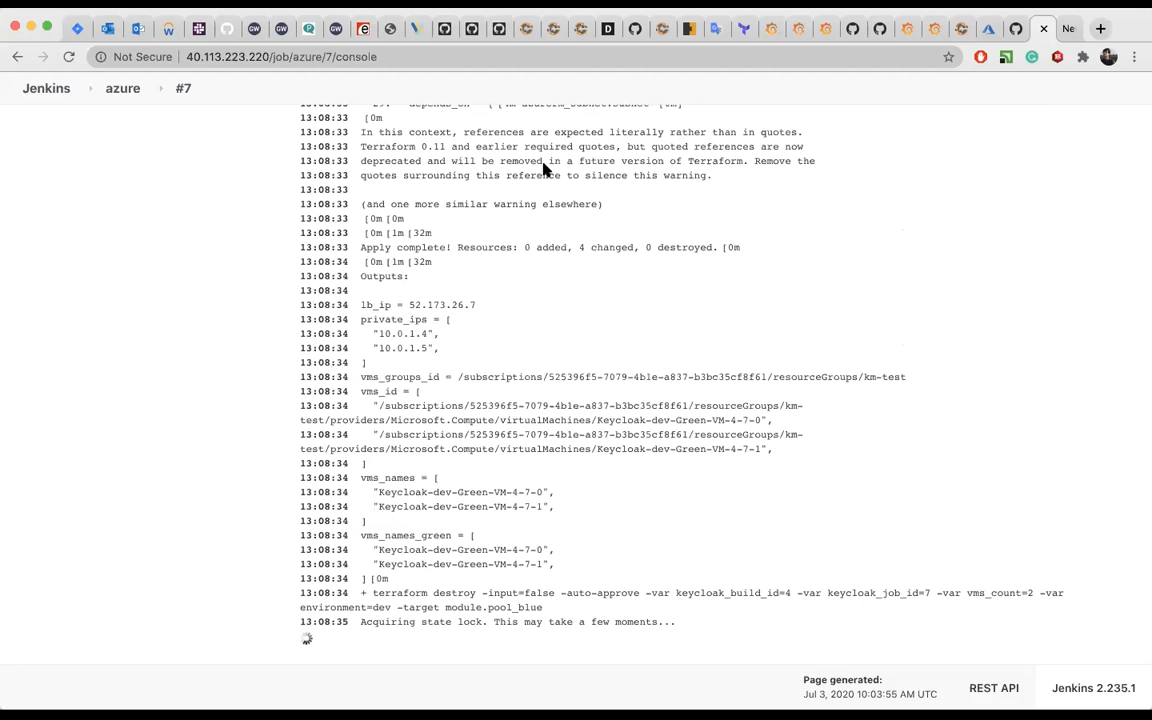 Not Secure 40.113.223.220/job/azure/7/console
Ne
Jenkins azure #7
13:08:33 [0m
13:08:33 In this context, references are expected literally rather than in quotes.
13:08:33 Terraform 0.11 and earlier required quotes, but quoted references are now
13:08:33 deprecated and will be removed in a future version of Terraform. Remove the
13:08:33 quotes surrounding this reference to silence this warning.
13:08:33
13:08:33 (and one more similar warning elsewhere)
13:08:33 [0m[0m
13:08:33 [0m[1m[32m
13:08:33 Apply complete! Resources: 0 added, 4 changed, 0 destroyed.[0m
13:08:34 [0m[1m[32m
13:08:34 Outputs:
13:08:34
13:08:34 lb_ip = 52.173.26.7
13:08:34 private_ips = [
13:08:34 "10.0.1.4",
13:08:34 "10.0.1.5",
13:08:34 ]
13:08:34 vms_groups_id = /subscriptions/525396f5-7079-4b1e-a837-b3bc35cf8f61/resourceGroups/km-test
13:08:34 vms_id = [
13:08:34 "/subscriptions/525396f5-7079-4b1e-a837-b3bc35cf8f61/resourceGroups/km-
test/providers/Microsoft.Compute/virtualMachines/Keycloak-dev-Green-VM-4-7-0",
13:08:34 "/subscriptions/525396f5-7079-4b1e-a837-b3bc35cf8f61/resourceGroups/km-
test/providers/Microsoft.Compute/virtualMachines/Keycloak-dev-Green-VM-4-7-1",
13:08:34 ]
13:08:34 vms_names = [
13:08:34 "Keycloak-dev-Green-VM-4-7-0",
13:08:34 "Keycloak-dev-Green-VM-4-7-1",
13:08:34 ]
13:08:34 vms_names_green = [
13:08:34 "Keycloak-dev-Green-VM-4-7-0",
13:08:34 "Keycloak-dev-Green-VM-4-7-1",
13:08:34 ][0m
13:08:34 + terraform destroy -input=false -auto-approve -var keycloak_build_id=4 -var keycloak_job_id=7 -var vms_count=2 -var
environment=dev -target module.pool_blue
13:08:35 Acquiring state lock. This may take a few moments...
Page generated:
Jul 3, 2020 10:03:55 AM UTC
REST API
Jenkins 2.235.1